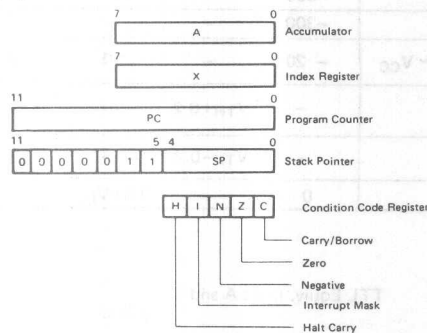 7 0
A Accumulator
7 0
X Index Register
11 0
PC Program Counter
11 5 4 0
0 0 0 0 0 1 1 SP Stack Pointer
H I N Z C Condition Code Register
Carry/Borrow
Zero
Negative
Interrupt Mask
Halt Carry